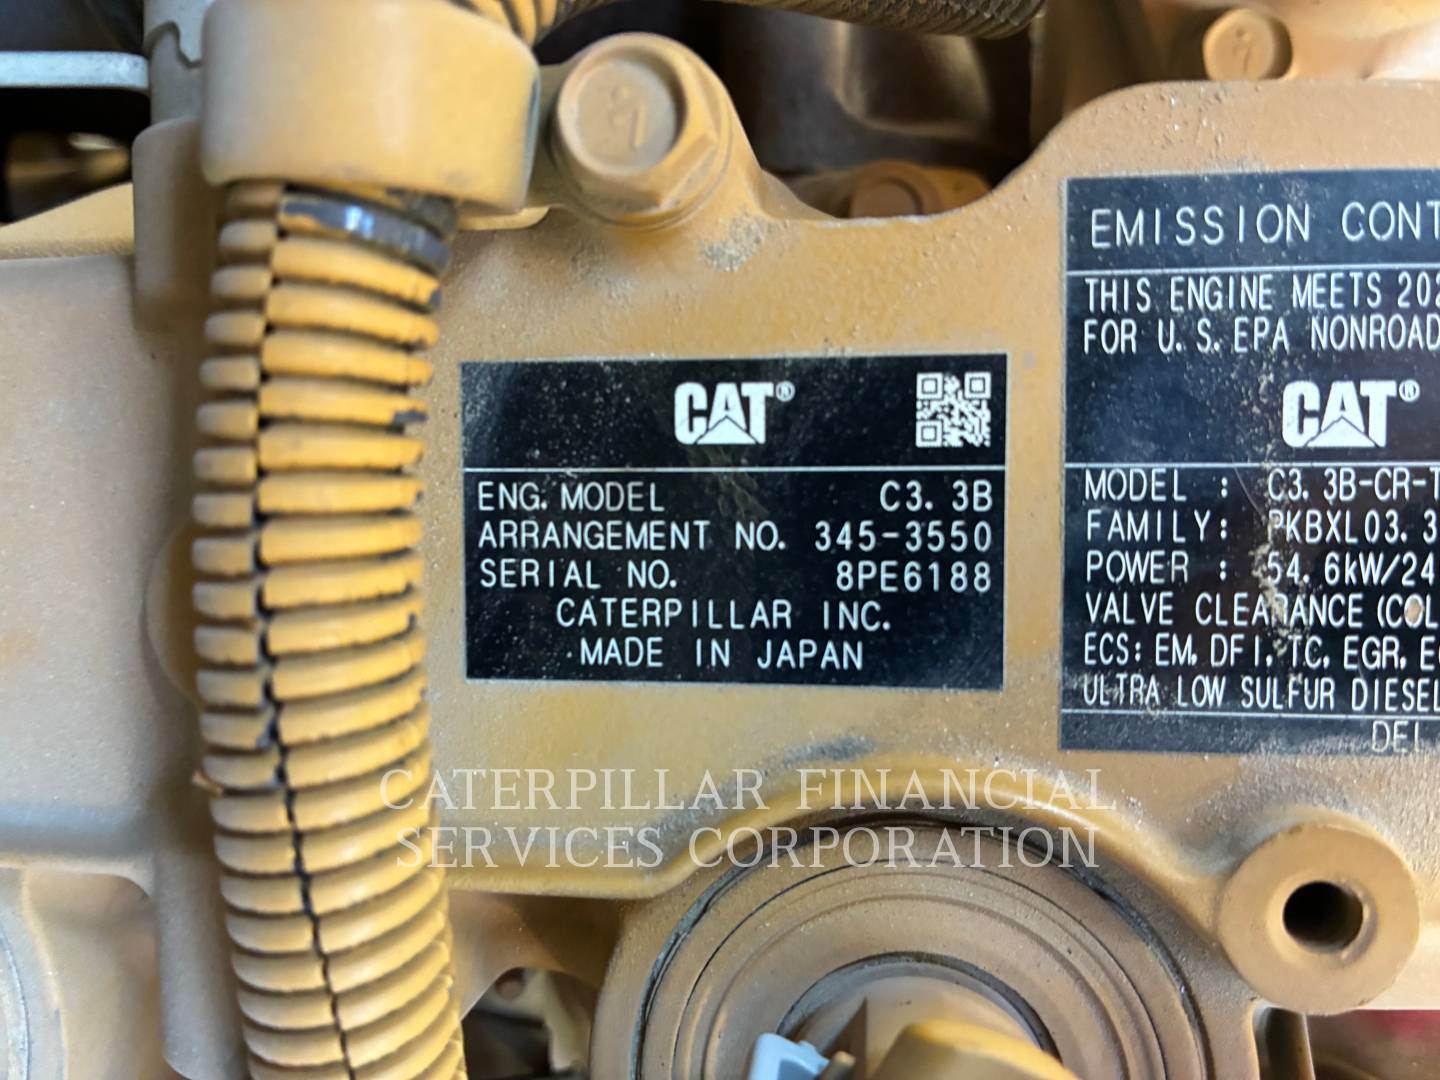 CAT®
ENG. MODEL C3.3B
ARRANGEMENT NO. 345-3550
SERIAL NO. 8PE6188
CATERPILLAR INC.
MADE IN JAPAN
EMISSION CONT
THIS ENGINE MEETS 202
FOR U.S. EPA NONROAD
CAT®
MODEL : C3.3B-CR-T
FAMILY: PKBXL03.3
POWER : 54.6kW/24
VALVE CLEARANCE (COL
ECS: EM, DFI, TC, EGR, EC
ULTRA LOW SULFUR DIESEL
CATERPILLAR FINANCIAL
SERVICES CORPORATION